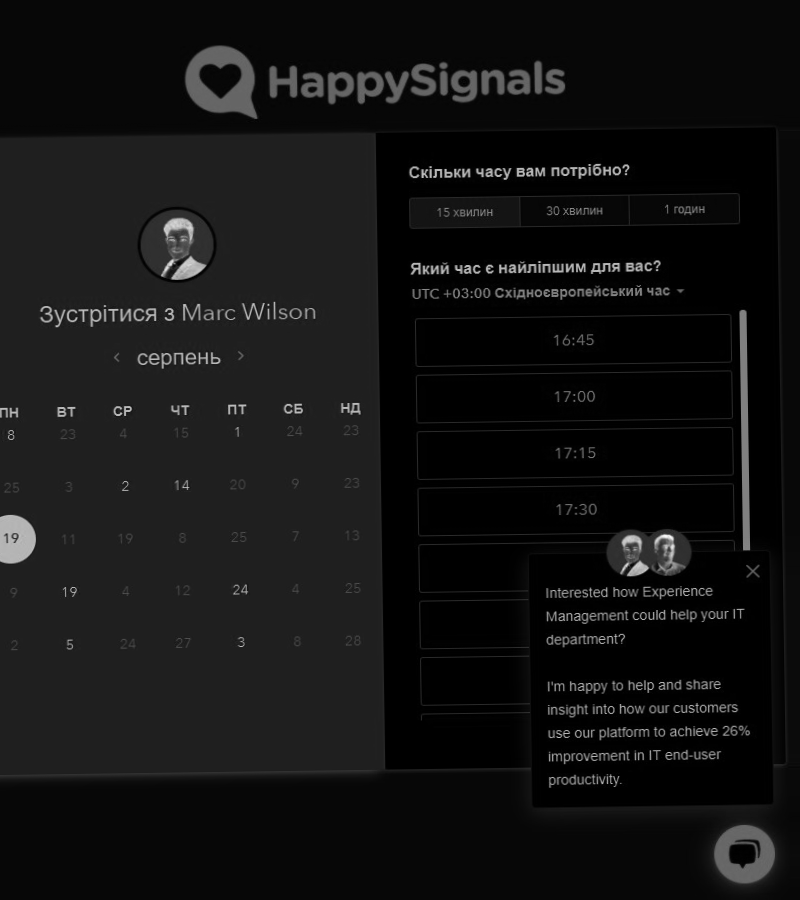 HappySignals
Зустрітися з Marc Wilson
серпень
ПН ВТ СР ЧТ ПТ СБ НД
8 23 4 15 1 24 23
25 3 2 14 20 9 23
19 11 19 8 25 7 13
9 19 4 12 24 4 25
2 5 24 27 3 8 28
Скільки часу вам потрібно?
15 хвилин 30 хвилин 1 годин
Який час є найліпшим для вас?
UTC +03:00 Східноєвропейський час
16:45
17:00
17:15
17:30
Interested how Experience
Management could help your IT
department?
I'm happy to help and share
insight into how our customers
use our platform to achieve 26%
improvement in IT end-user
productivity.